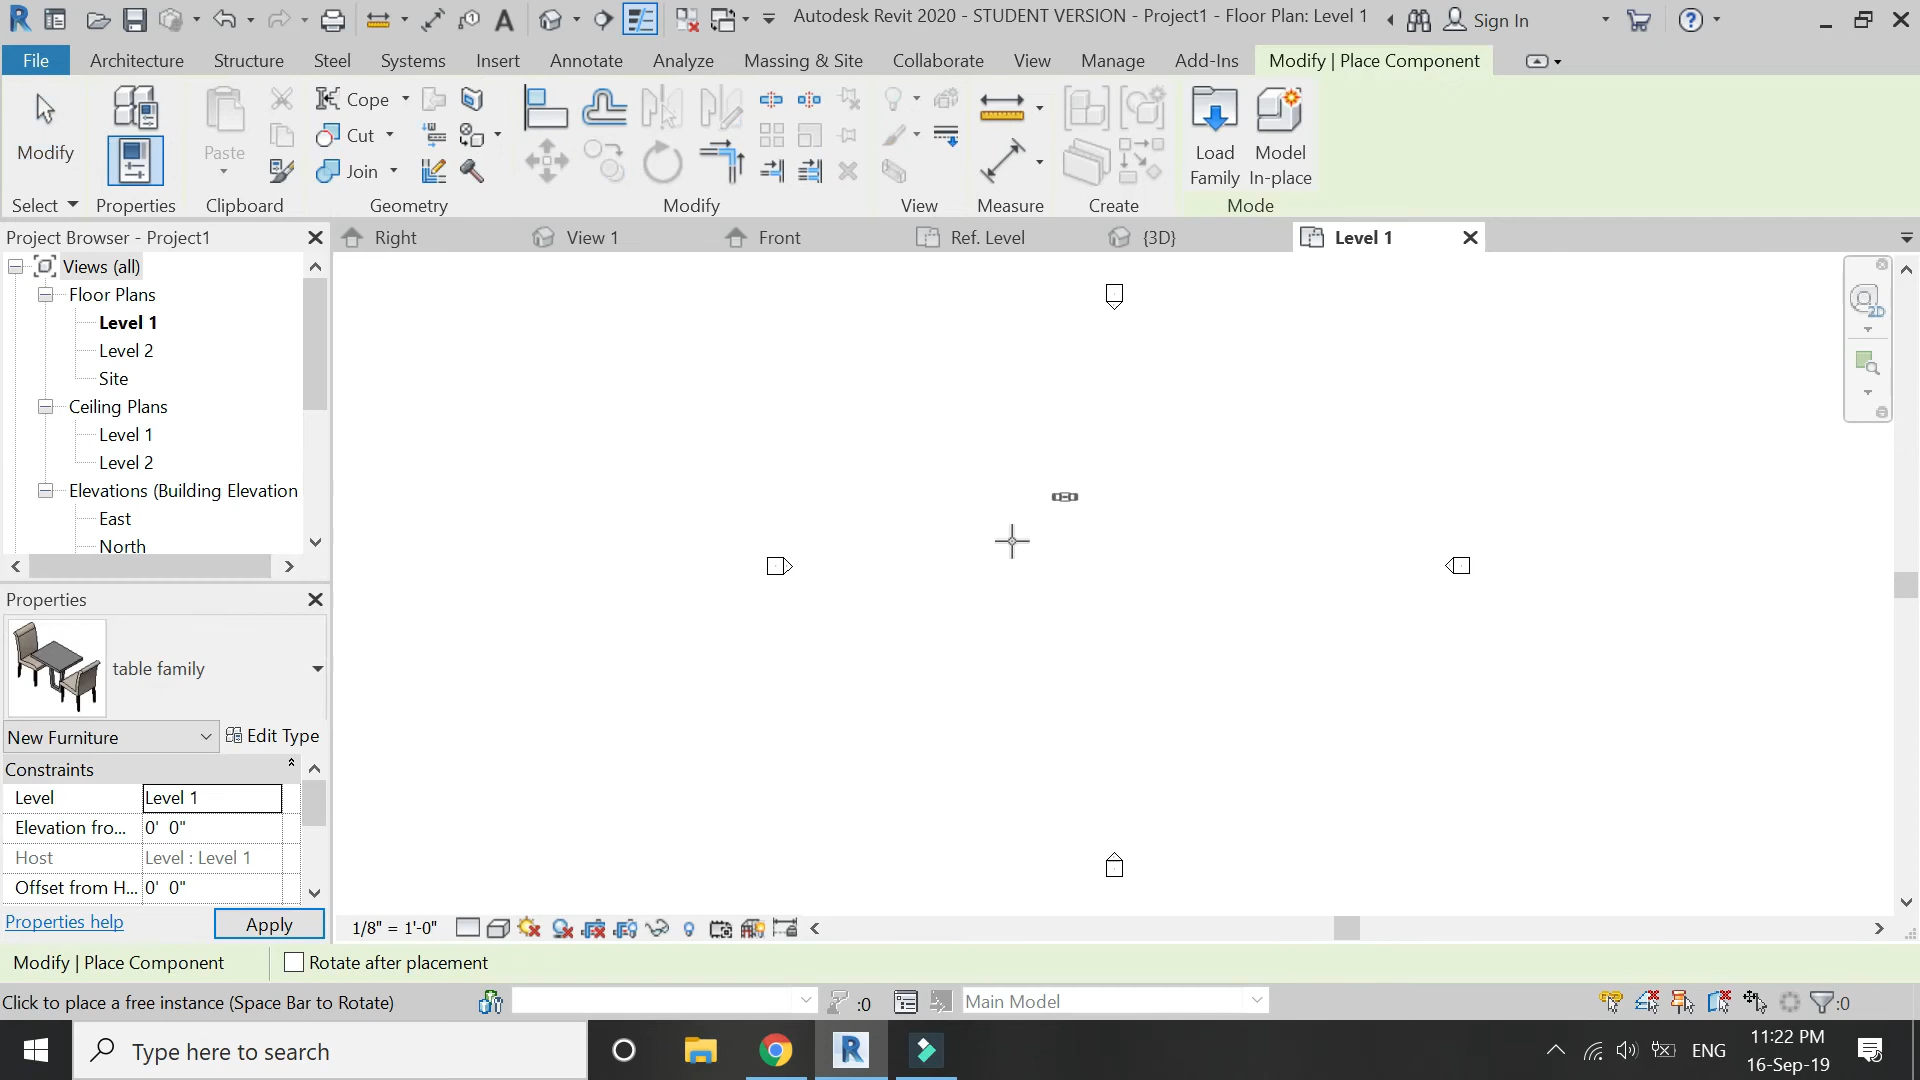 Autodesk Revit 2020 - STUDENT VERSION - Project1 - Floor Plan: Level 1
Sign In
File
Architecture
Structure
Steel
Systems
Insert
Annotate
Analyze
Massing & Site
Collaborate
View
Manage
Add-Ins
Modify | Place Component
Modify
Paste
Cope
Cut
Join
Load
Family
Model
In-place
Select
Properties
Clipboard
Geometry
Modify
View
Measure
Create
Mode
Project Browser - Project1
Right
View 1
Front
Ref. Level
{3D}
Level 1
Views (all)
Floor Plans
Level 1
Level 2
Site
Ceiling Plans
Level 1
Level 2
Elevations (Building Elevation
East
North
2D
Properties
table family
New Furniture
Edit Type
Constraints
Level
Level 1
Elevation fro...
0' 0"
Host
Level : Level 1
Offset from H...
0' 0"
Properties help
Apply
1/8" = 1'-0"
Modify | Place Component
Rotate after placement
Click to place a free instance (Space Bar to Rotate)
:0
Main Model
:0
Type here to search
ENG
11:22 PM
16-Sep-19